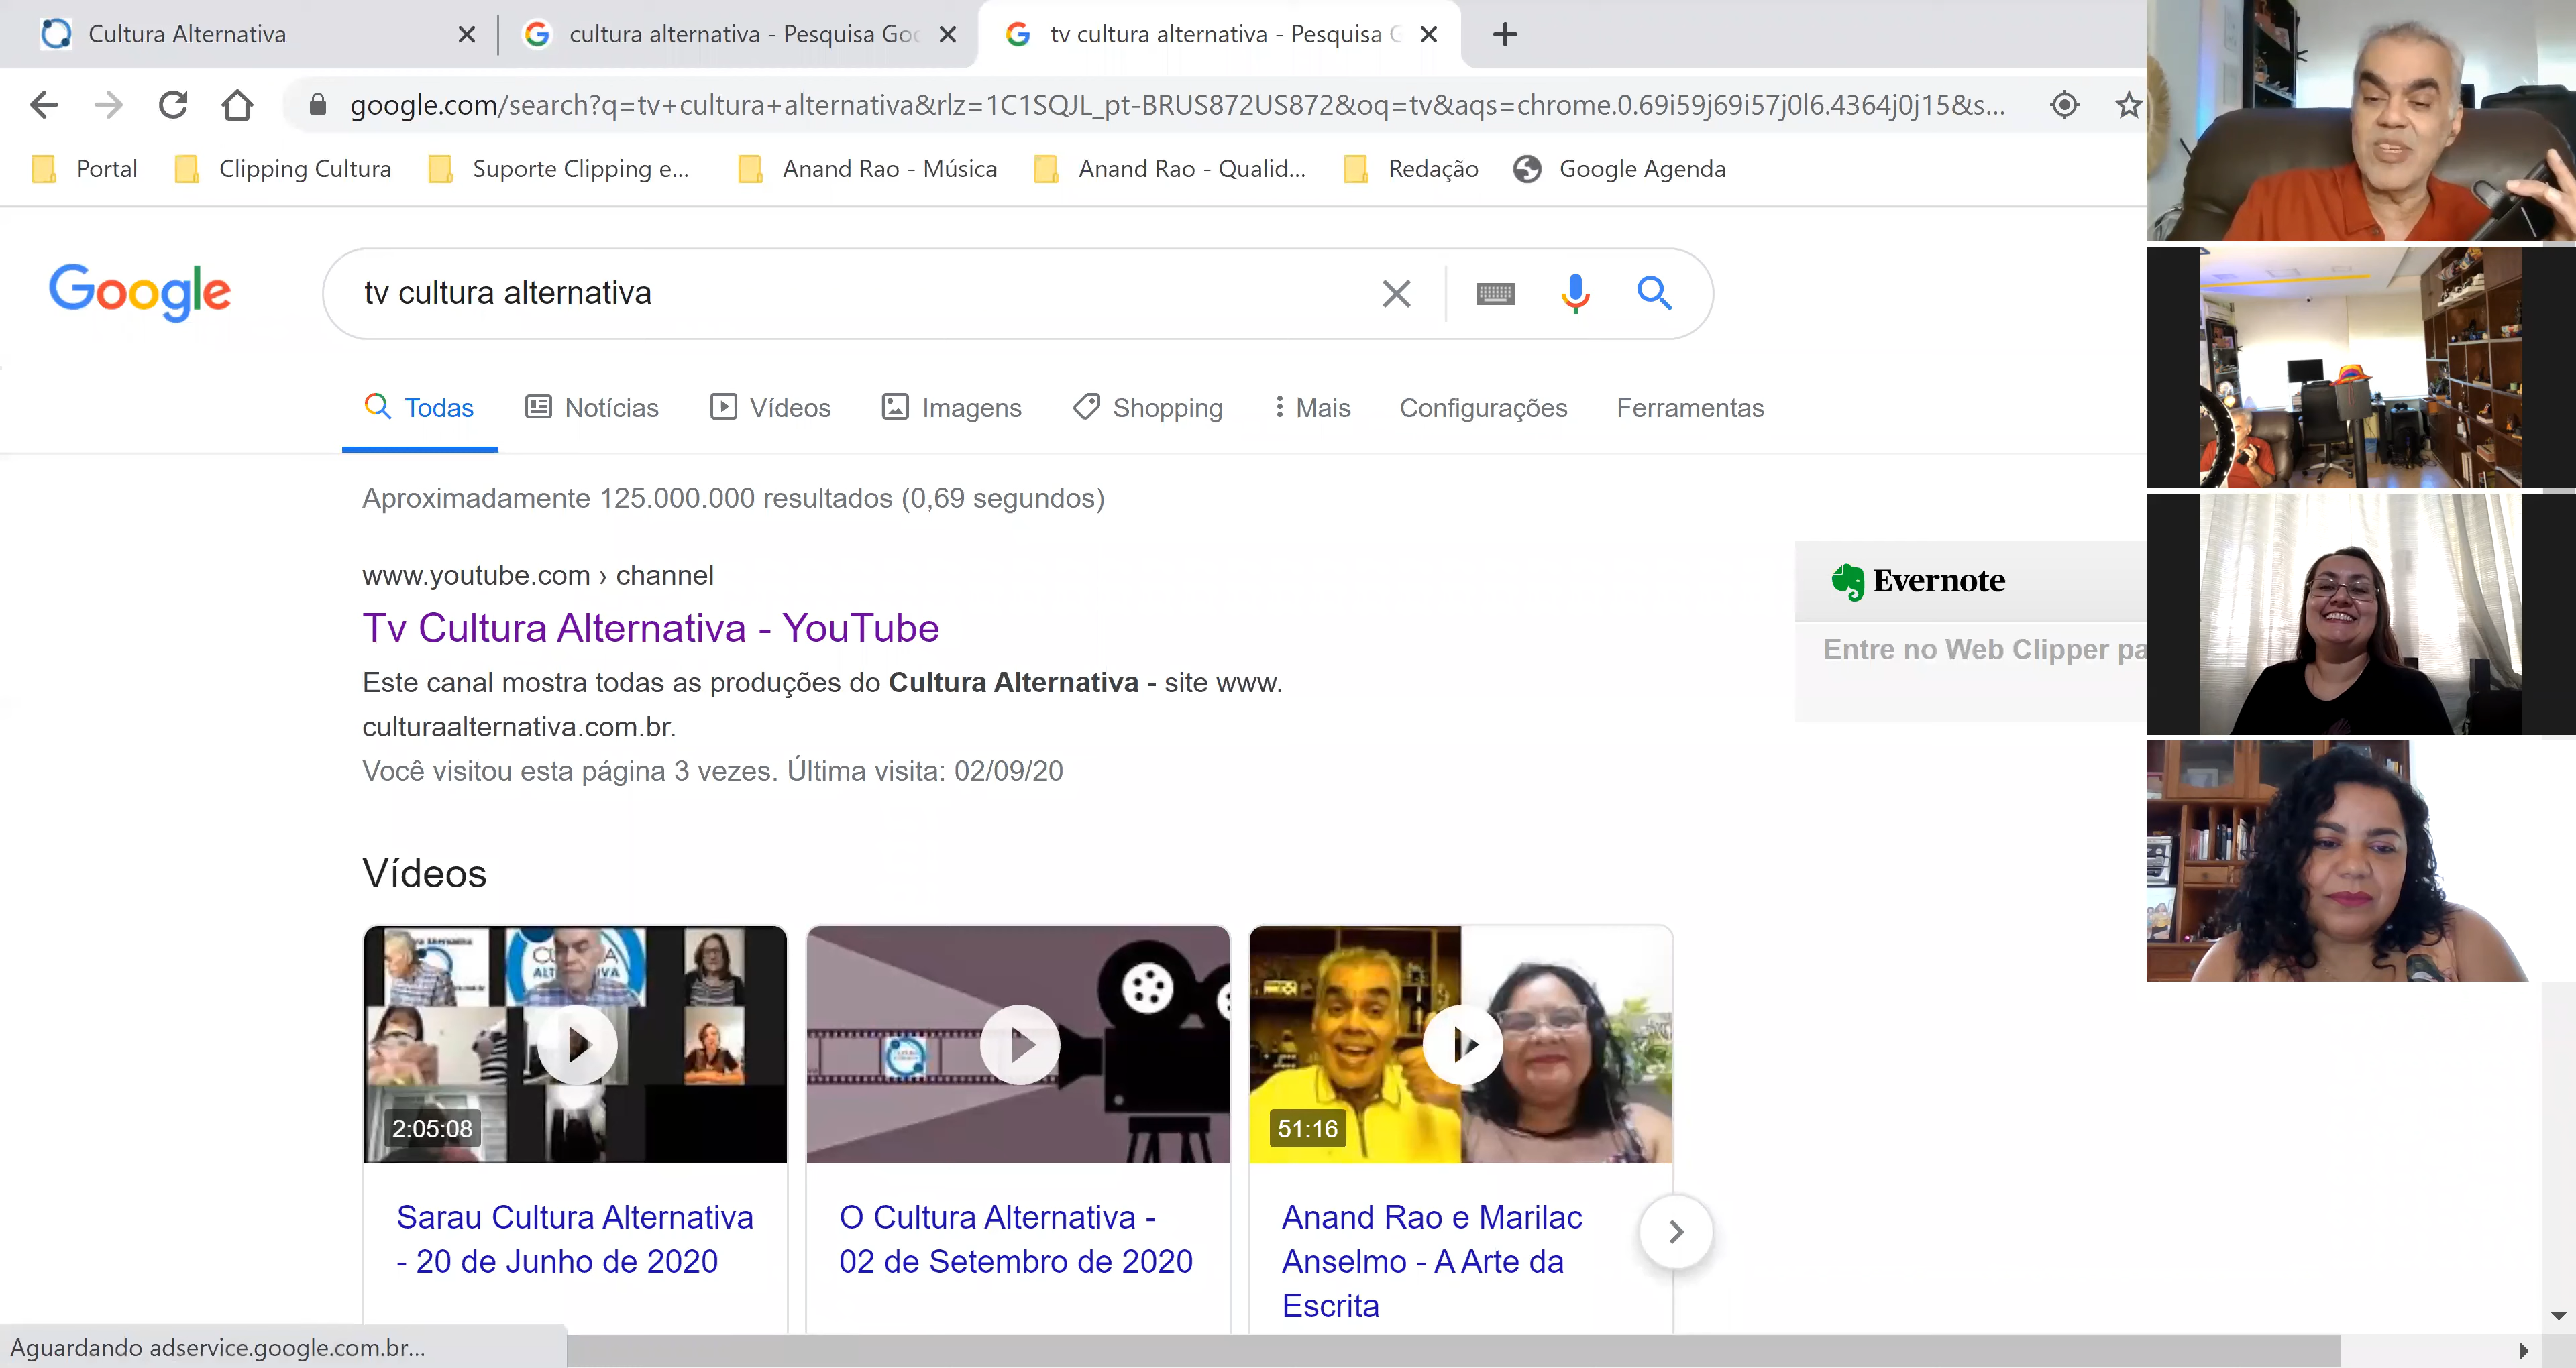 Cultura Alternativa
cultura alternativa - Pesquisa Goo
tv cultura alternativa - Pesquisa G
google.com/search?q=tv+cultura+alternativa&rlz=1C1SQJL_pt-BRUS872US872&oq=tv&aqs=chrome.0.69i59j69i57j0l6.4364j0j15&s...
Portal
Clipping Cultura
Suporte Clipping e...
Anand Rao - Música
Anand Rao - Qualid...
Redação
Google Agenda
Google
tv cultura alternativa
Todas
Notícias
Vídeos
Imagens
Shopping
Mais
Configurações
Ferramentas
Aproximadamente 125.000.000 resultados (0,69 segundos)
www.youtube.com › channel
Tv Cultura Alternativa - YouTube
Este canal mostra todas as produções do Cultura Alternativa - site www.
culturaalternativa.com.br.
Você visitou esta página 3 vezes. Última visita: 02/09/20
Evernote
Entre no Web Clipper pa
Vídeos
2:05:08
51:16
Sarau Cultura Alternativa
- 20 de Junho de 2020
O Cultura Alternativa -
02 de Setembro de 2020
Anand Rao e Marilac
Anselmo - A Arte da
Escrita
Aguardando adservice.google.com.br...